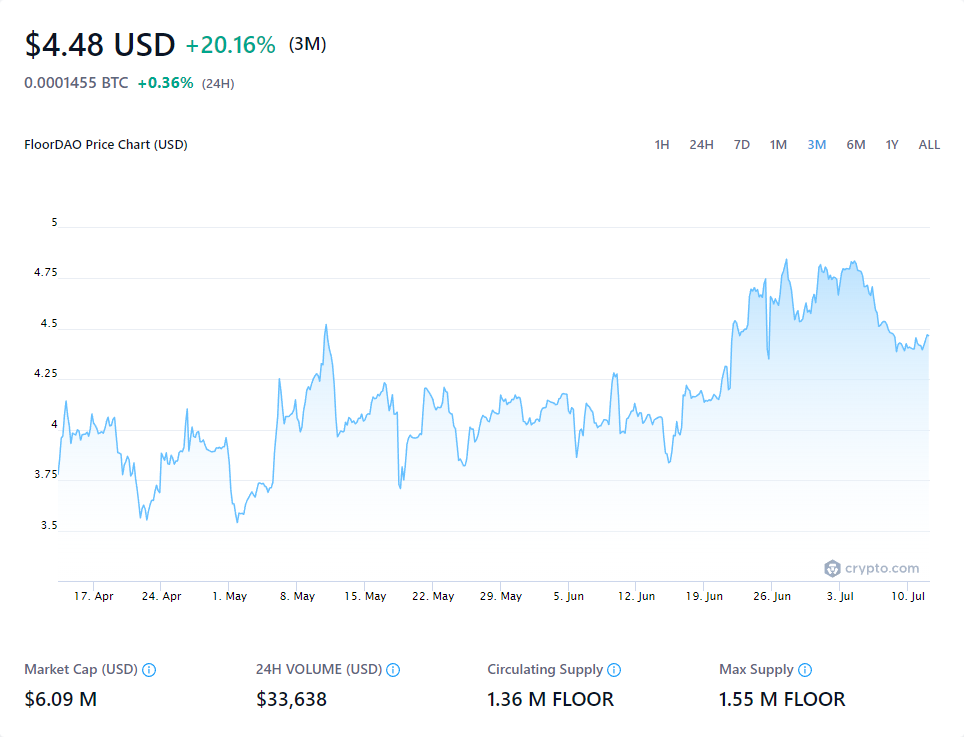 $4.48 USD +20.16% (3M)
0.0001455 BTC +0.36% (24H)
FloorDAO Price Chart (USD) 1H 24H 7D 1M 3M 6M 1Y ALL
5
4.75
4.5
4.25
4
3.75
3.5
crypto.com
17. Apr 24. Apr 1. May 8. May 15. May 22. May 29. May 5. Jun 12. Jun 19. Jun 26. Jun 3. Jul 10. Jul
Market Cap (USD) 24H VOLUME (USD) Circulating Supply Max Supply
$6.09 M $33,638 1.36 M FLOOR 1.55 M FLOOR